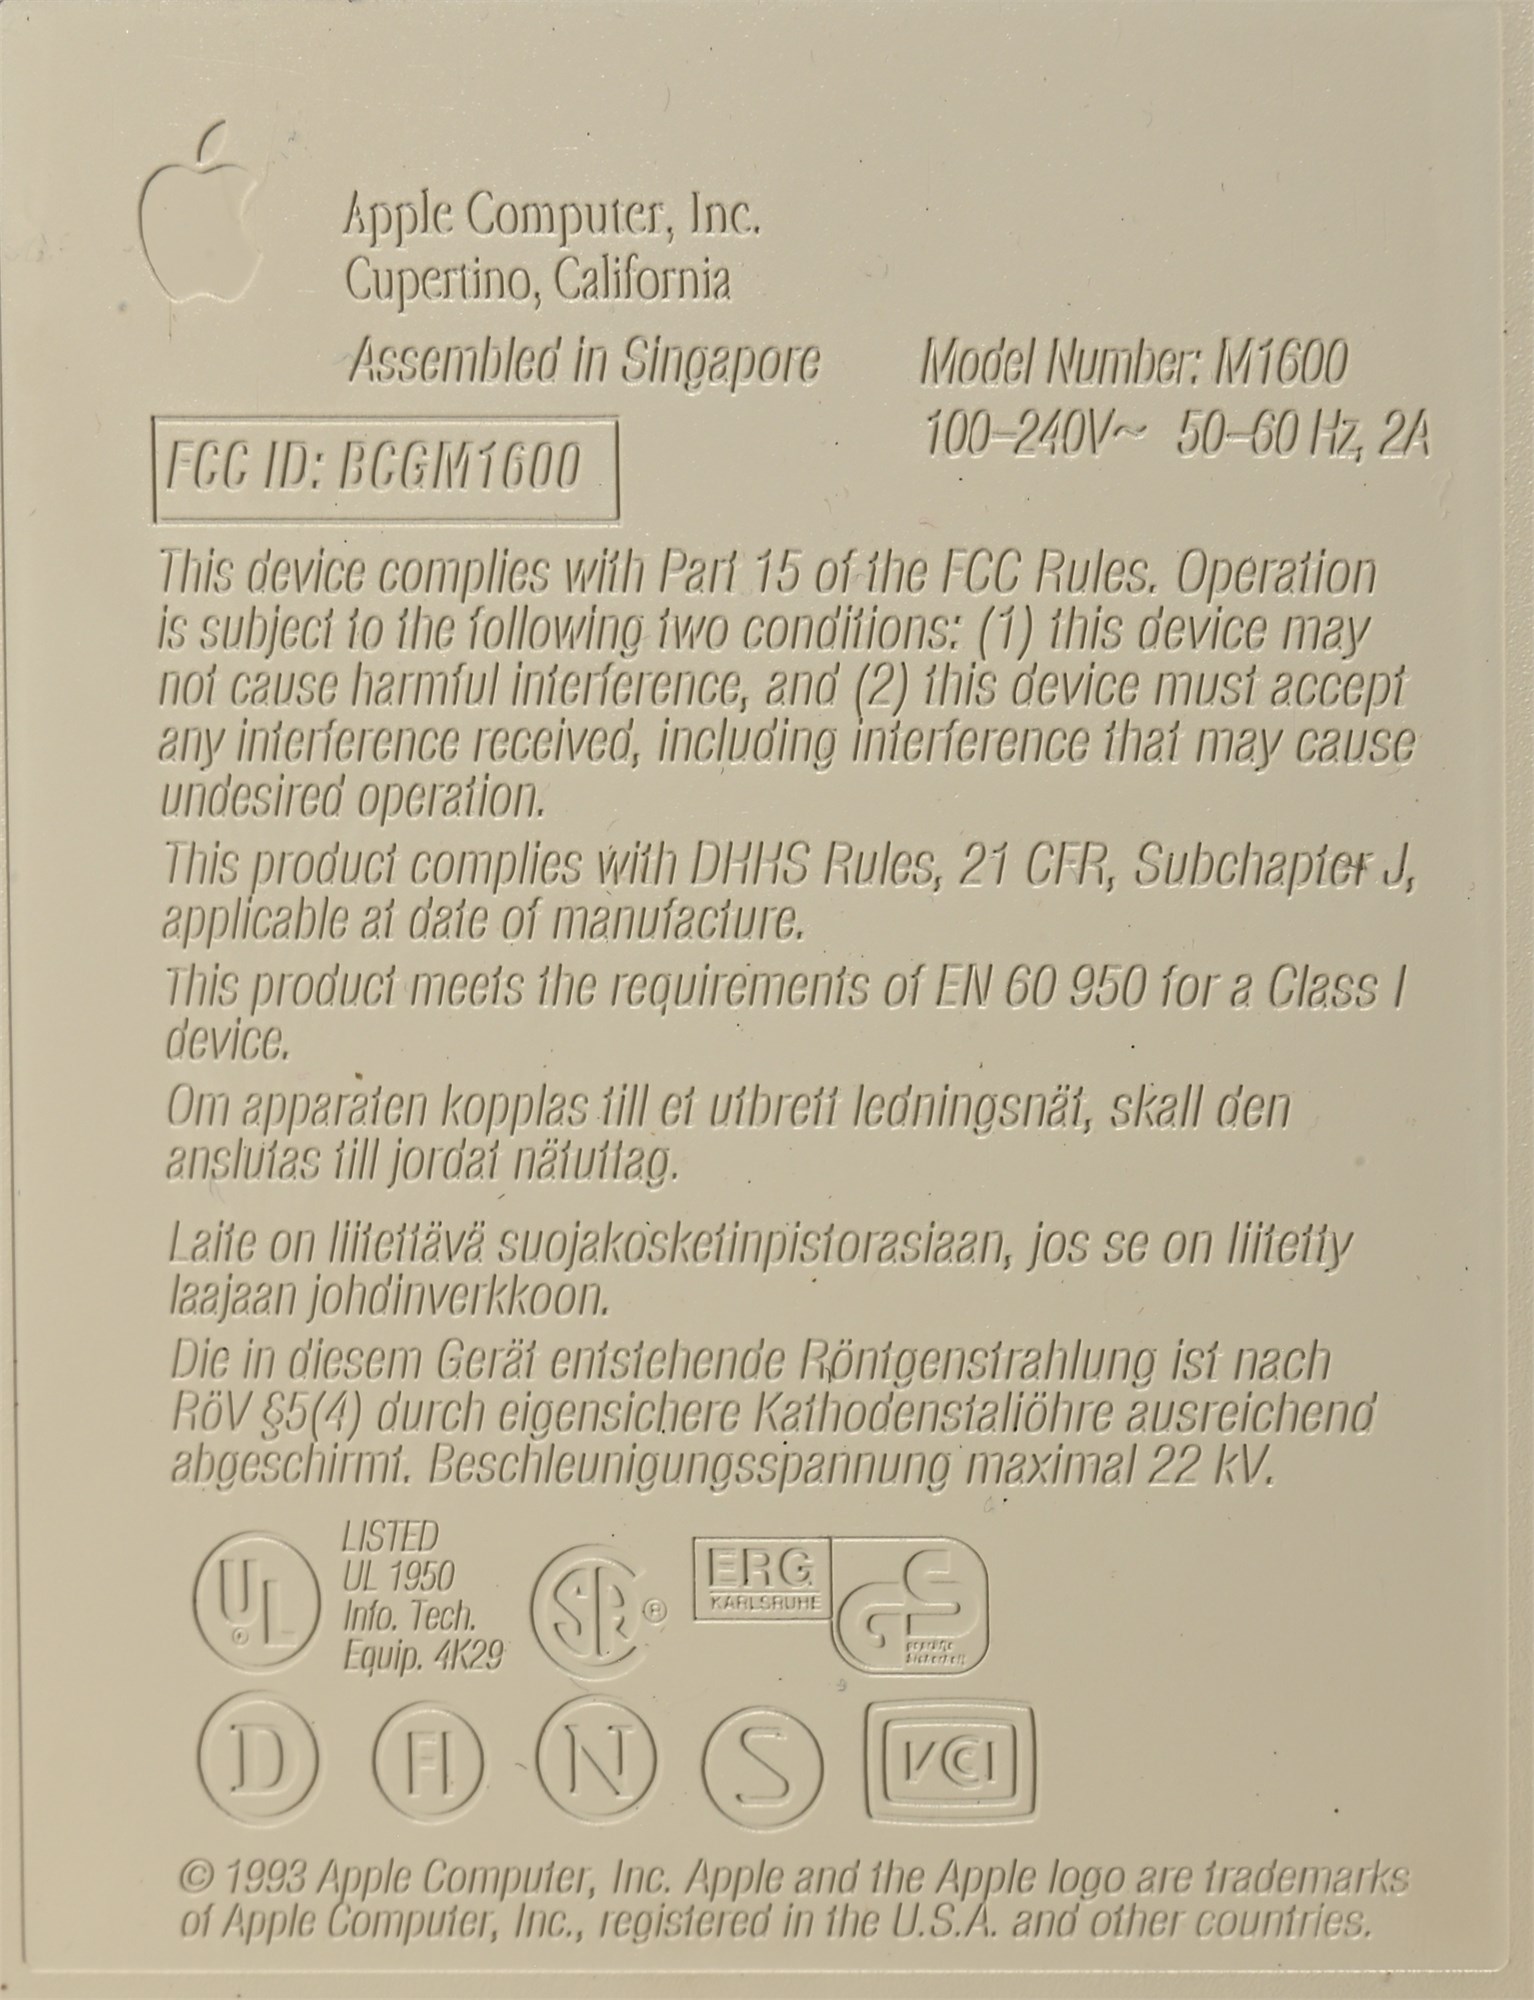 Apple Computer, Inc.
Cupertino, California
Assembled in Singapore
Model Number: M1600
100–240V~ 50–60 Hz, 2A
FCC ID: BCGM1600
This device complies with Part 15 of the FCC Rules. Operation
is subject to the following two conditions: (1) this device may
not cause harmful interference, and (2) this device must accept
any interference received, including interference that may cause
undesired operation.
This product complies with DHHS Rules, 21 CFR, Subchapter J,
applicable at date of manufacture.
This product meets the requirements of EN 60 950 for a Class I
device.
Om apparaten kopplas till et utbrett ledningsnät, skall den
anslutas till jordat nätuttag.
Laite on liitettävä suojakosketinpistorasiaan, jos se on liitetty
laajaan johdinverkkoon.
Die in diesem Gerät entstehende Röntgenstrahlung ist nach
RöV §5(4) durch eigensichere Kathodenstaliöhre ausreichend
abgeschirmt. Beschleunigungsspannung maximal 22 kV.
UL
LISTED
UL 1950
Info. Tech.
Equip. 4K29
SA ®
ERG
KARLSRUHE
GS
geprüfte
Sicherheit
D FI N S VCCI
© 1993 Apple Computer, Inc. Apple and the Apple logo are trademarks
of Apple Computer, Inc., registered in the U.S.A. and other countries.